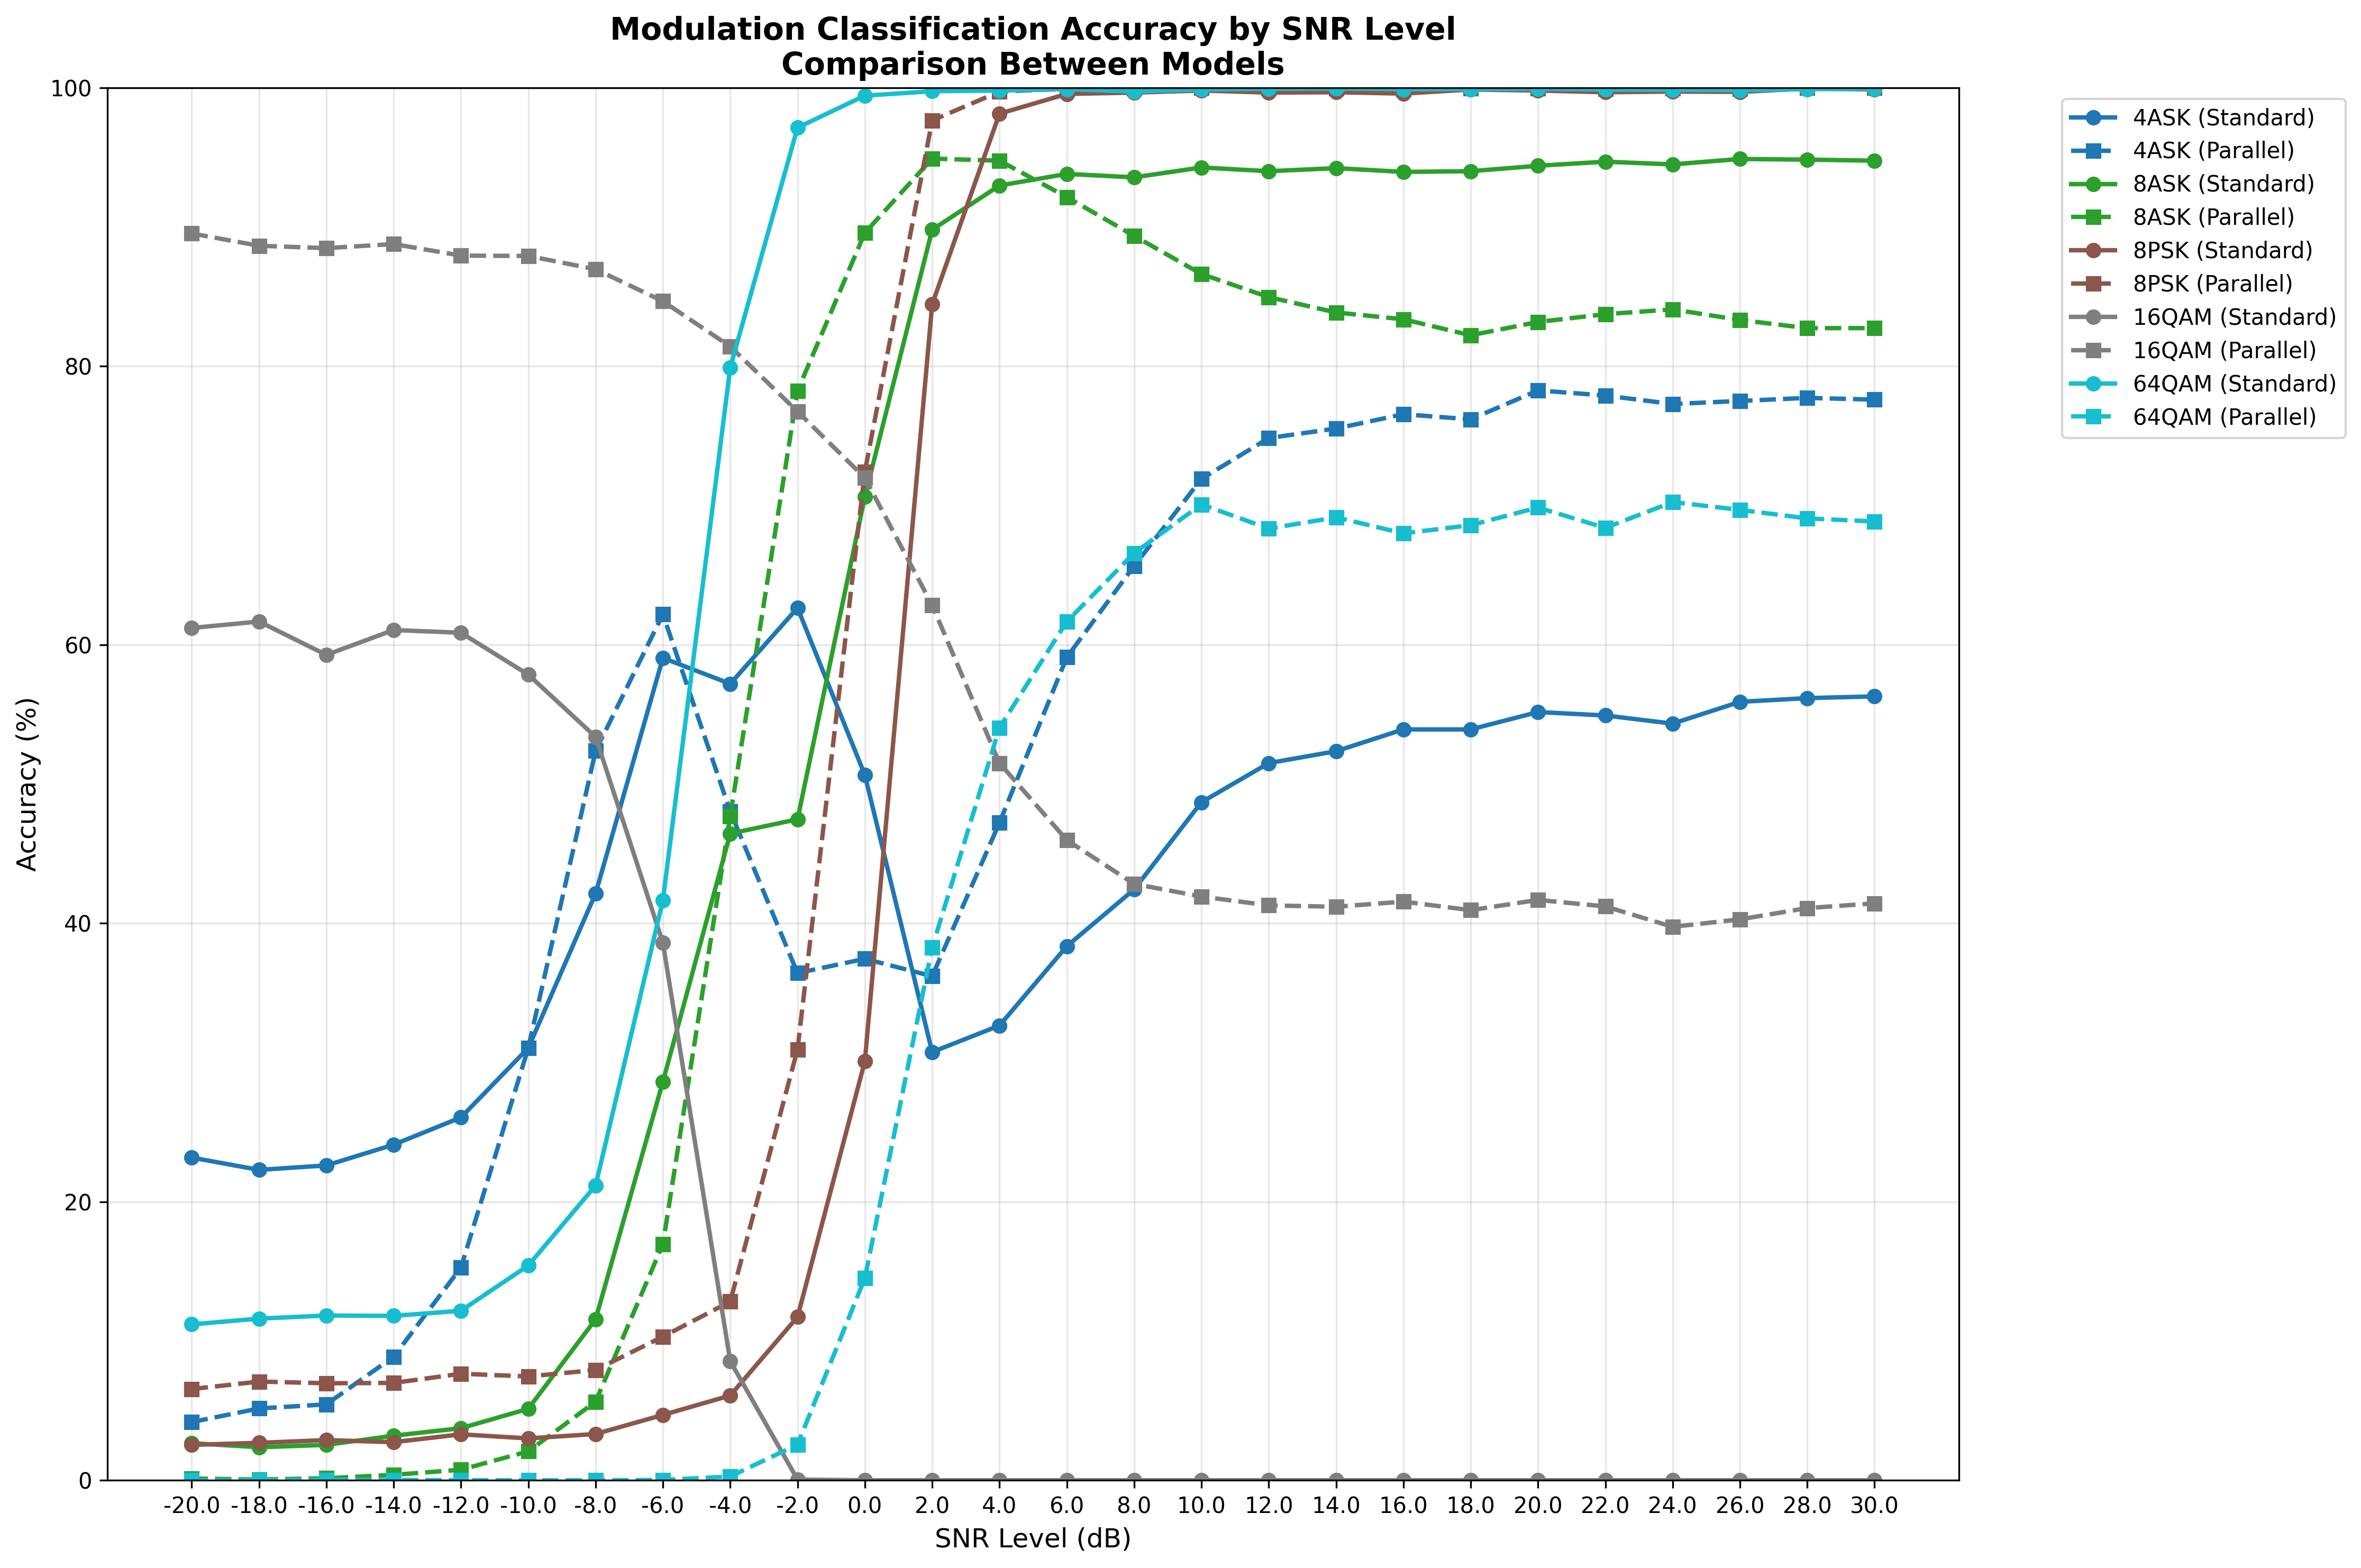 Modulation Classification Accuracy by SNR Level
Comparison Between Models
Accuracy (%)
100
80
60
40
20
0
-20.0 -18.0 -16.0 -14.0 -12.0 -10.0 -8.0 -6.0 -4.0 -2.0 0.0 2.0 4.0 6.0 8.0 10.0 12.0 14.0 16.0 18.0 20.0 22.0 24.0 26.0 28.0 30.0
SNR Level (dB)
4ASK (Standard)
4ASK (Parallel)
8ASK (Standard)
8ASK (Parallel)
8PSK (Standard)
8PSK (Parallel)
16QAM (Standard)
16QAM (Parallel)
64QAM (Standard)
64QAM (Parallel)